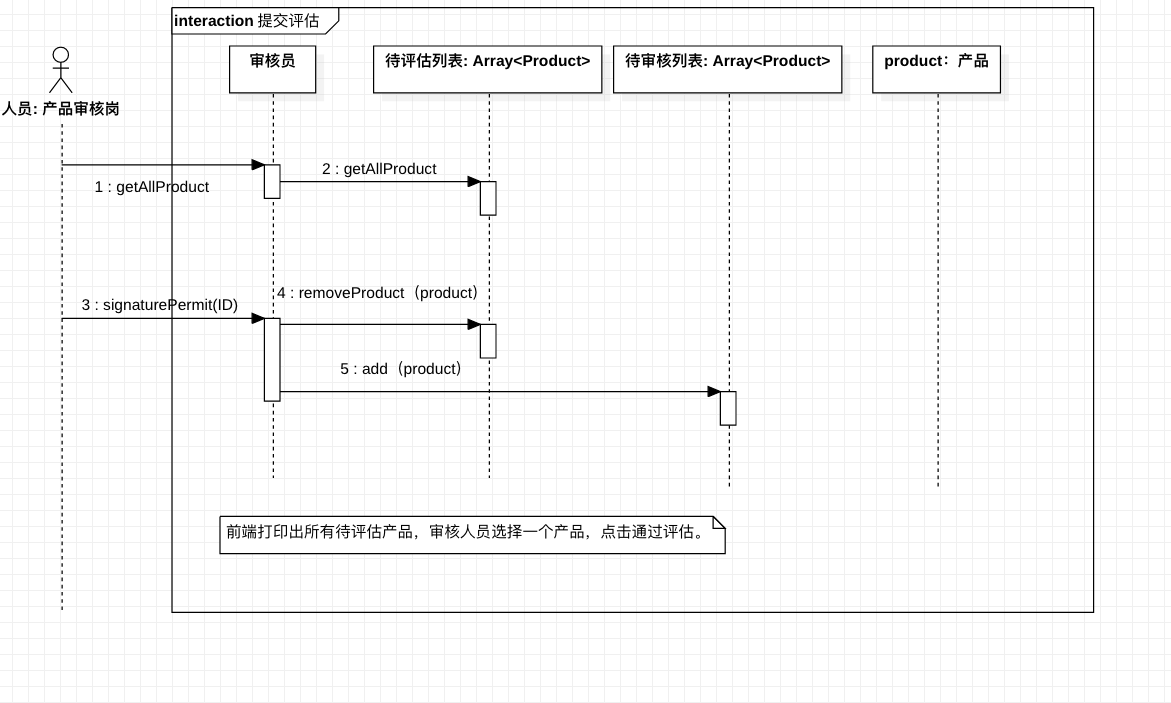 interaction 提交评估
人员: 产品审核岗
审核员
待评估列表: Array<Product>
待审核列表: Array<Product>
product：产品
1 : getAllProduct
2 : getAllProduct
3 : signaturePermit(ID)
4 : removeProduct（product）
5 : add（product）
前端打印出所有待评估产品，审核人员选择一个产品，点击通过评估。